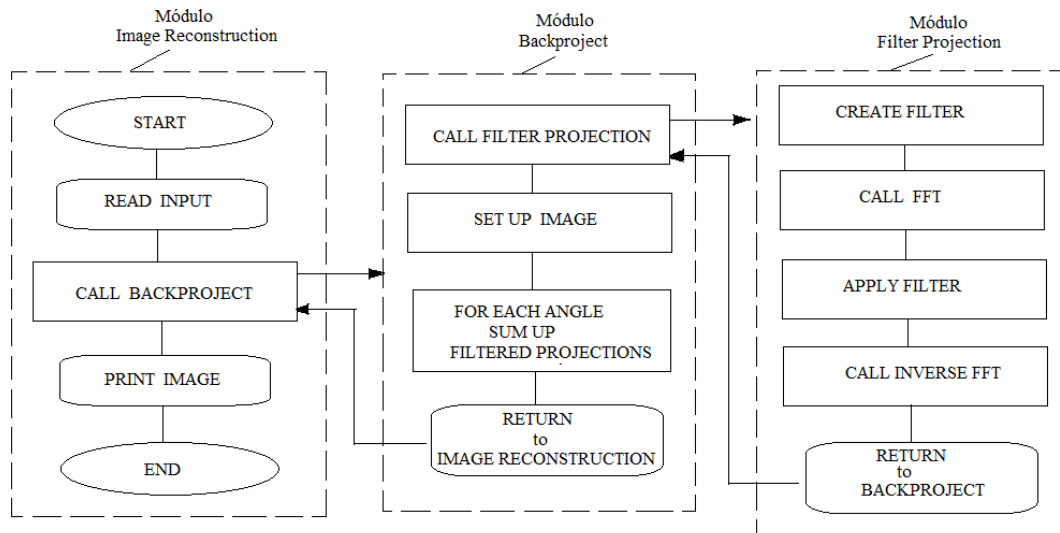 Módulo
Image Reconstruction
START
READ INPUT
CALL BACKPROJECT
PRINT IMAGE
END
Módulo
Backproject
CALL FILTER PROJECTION
SET UP IMAGE
FOR EACH ANGLE
SUM UP
FILTERED PROJECTIONS
RETURN
to
IMAGE RECONSTRUCTION
Módulo
Filter Projection
CREATE FILTER
CALL FFT
APPLY FILTER
CALL INVERSE FFT
RETURN
to
BACKPROJECT